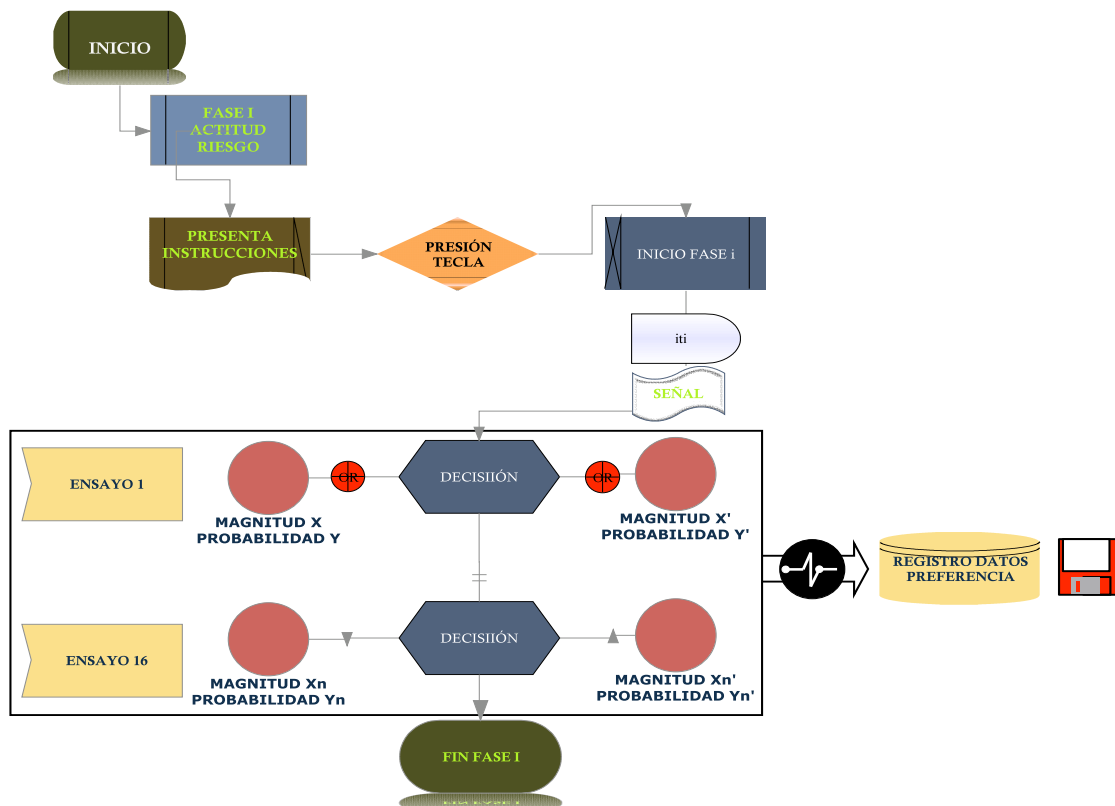 INICIO
FASE I
ACTITUD
RIESGO
PRESENTA
INSTRUCCIONES
PRESIÓN
TECLA
INICIO FASE i
iti
SEÑAL
ENSAYO 1
OR
DECISIIÓN
OR
MAGNITUD X
PROBABILIDAD Y
MAGNITUD X'
PROBABILIDAD Y'
REGISTRO DATOS
PREFERENCIA
ENSAYO 16
DECISIIÓN
MAGNITUD Xn
PROBABILIDAD Yn
MAGNITUD Xn'
PROBABILIDAD Yn'
FIN FASE I